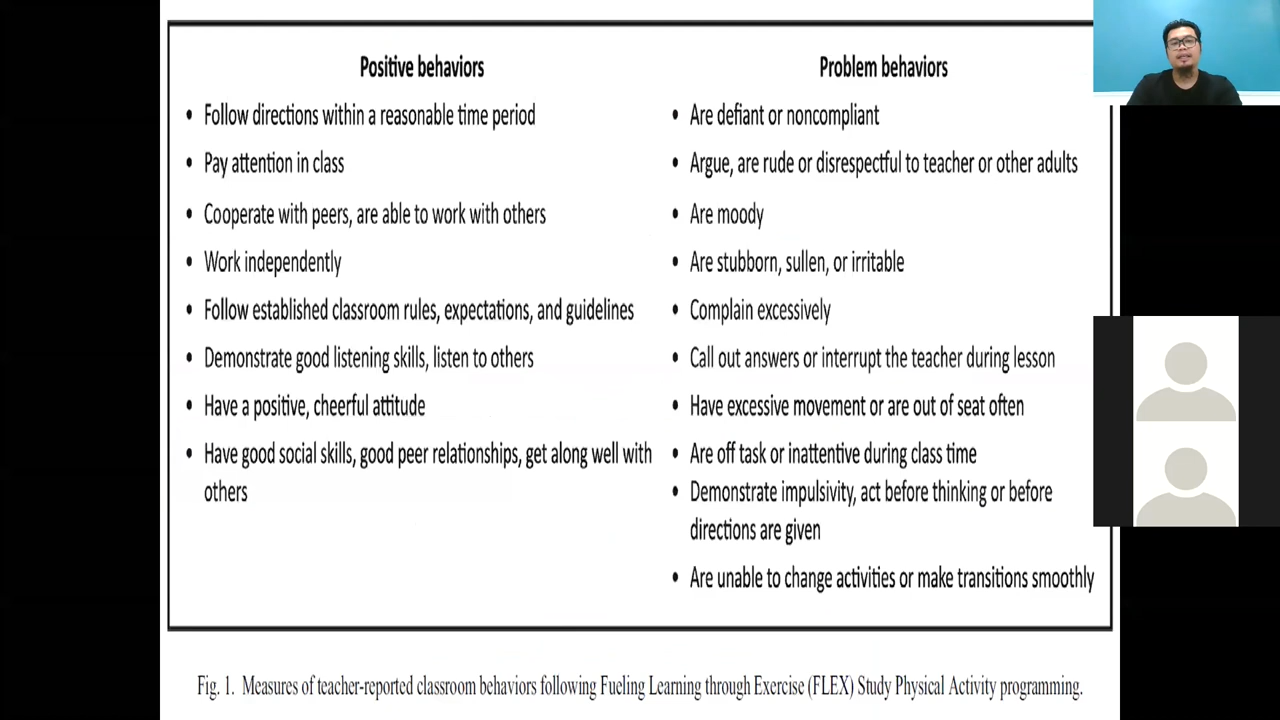 Positive behaviors
• Follow directions within a reasonable time period
• Pay attention in class
• Cooperate with peers, are able to work with others
• Work independently
• Follow established classroom rules, expectations, and guidelines
• Demonstrate good listening skills, listen to others
• Have a positive, cheerful attitude
• Have good social skills, good peer relationships, get along well with
others
Problem behaviors
• Are defiant or noncompliant
• Argue, are rude or disrespectful to teacher or other adults
• Are moody
• Are stubborn, sullen, or irritable
• Complain excessively
• Call out answers or interrupt the teacher during lesson
• Have excessive movement or are out of seat often
• Are off task or inattentive during class time
• Demonstrate impulsivity, act before thinking or before
directions are given
• Are unable to change activities or make transitions smoothly
Fig. 1. Measures of teacher-reported classroom behaviors following Fueling Learning through Exercise (FLEX) Study Physical Activity programming.